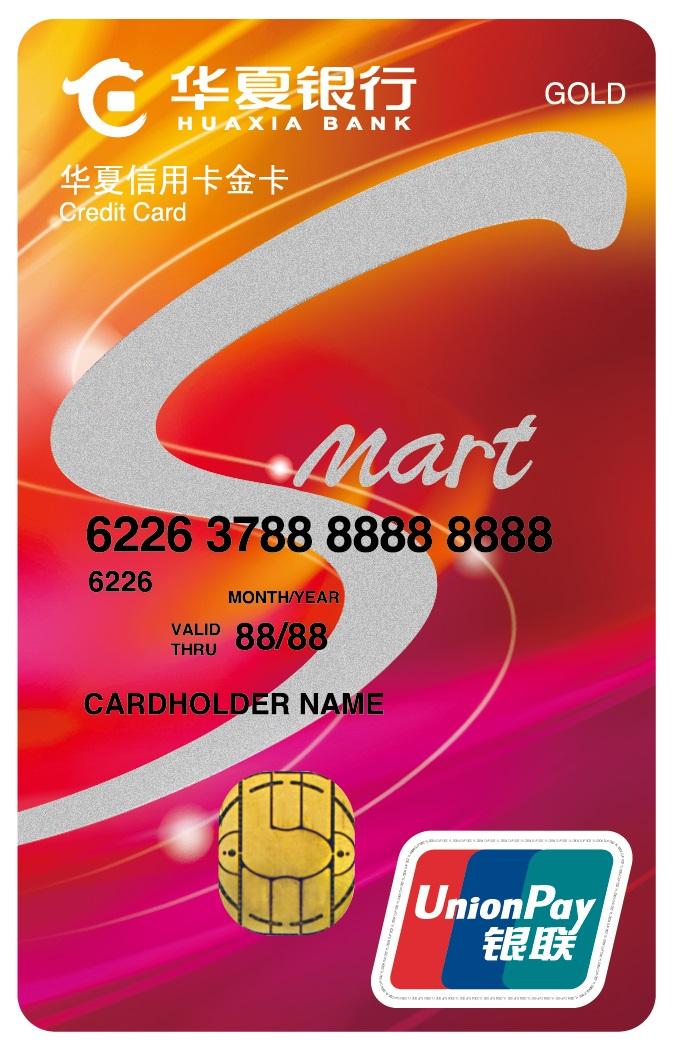 华夏银行
HUAXIA BANK
GOLD
华夏信用卡金卡
Credit Card
Smart
6226 3788 8888 8888
6226
MONTH/YEAR
VALID
THRU
88/88
CARDHOLDER NAME
UnionPay
银联